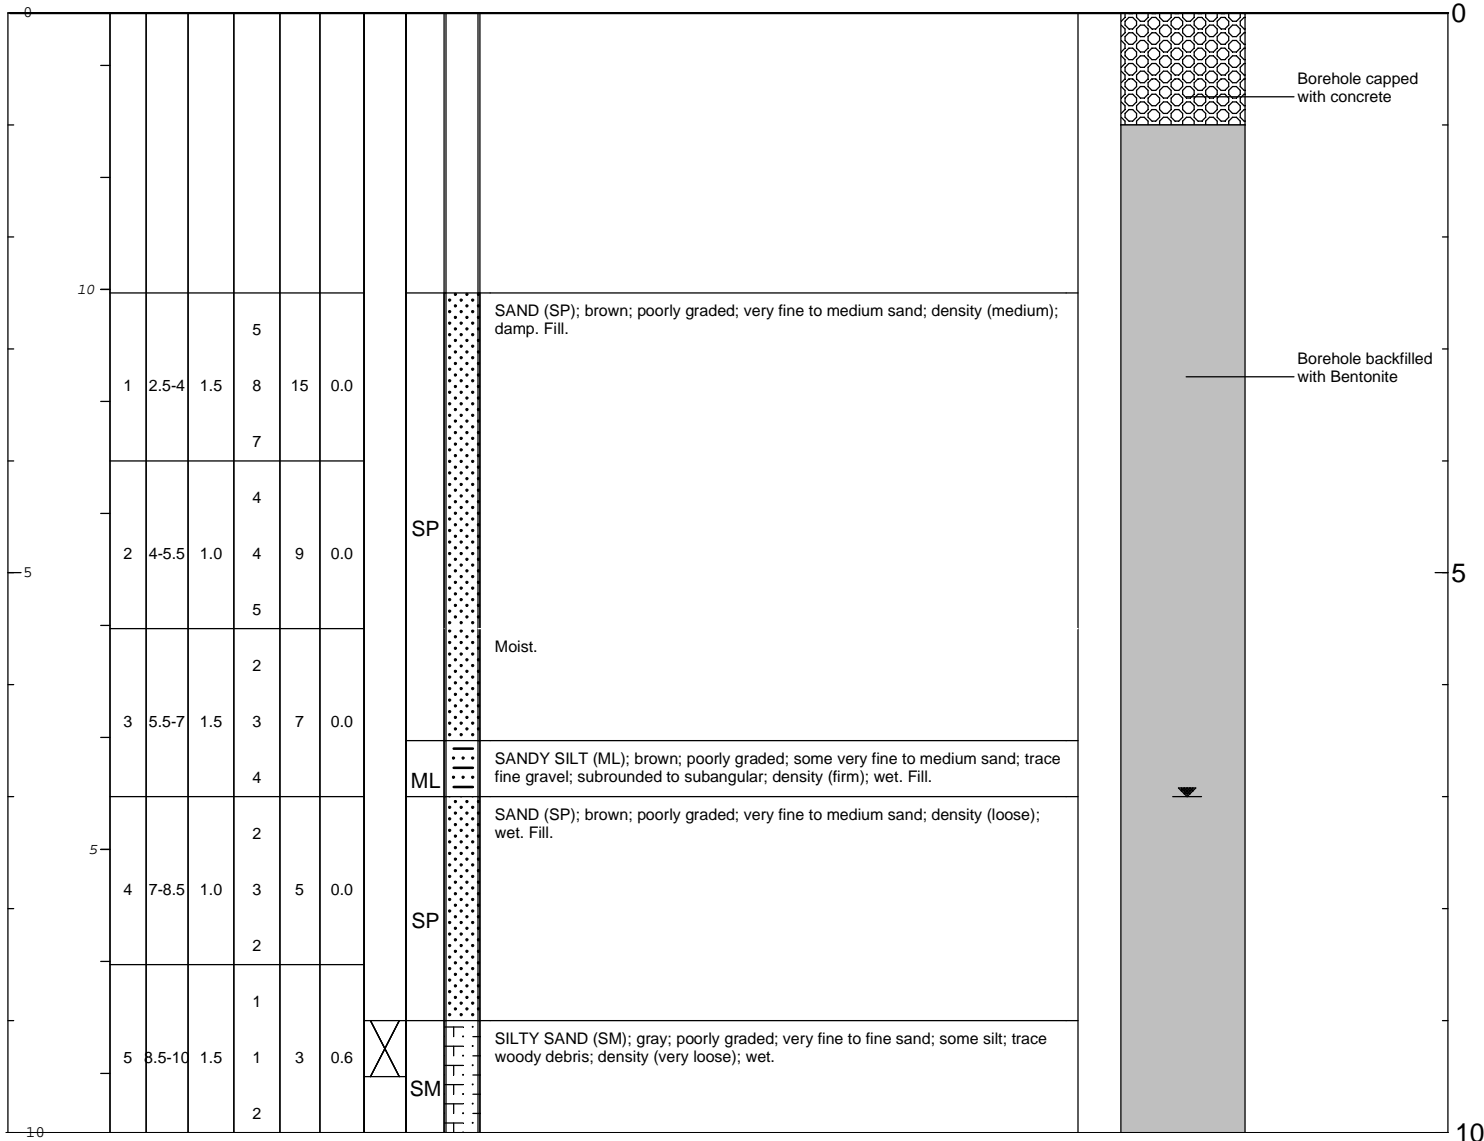 0
0
Borehole capped
with concrete
10
SAND (SP); brown; poorly graded; very fine to medium sand; density (medium);
damp. Fill.
5
1 2.5-4 1.5 8 15 0.0
7
Borehole backfilled
with Bentonite
4
SP
2 4-5.5 1.0 4 9 0.0
5
5
5
2
Moist.
3 5.5-7 1.5 3 7 0.0
4
ML
SANDY SILT (ML); brown; poorly graded; some very fine to medium sand; trace
fine gravel; subrounded to subangular; density (firm); wet. Fill.
SAND (SP); brown; poorly graded; very fine to medium sand; density (loose);
wet. Fill.
2
5
4 7-8.5 1.0 3 5 0.0
SP
2
1
SILTY SAND (SM); gray; poorly graded; very fine to fine sand; some silt; trace
woody debris; density (very loose); wet.
5 8.5-10 1.5 1 3 0.6
SM
2
10
10